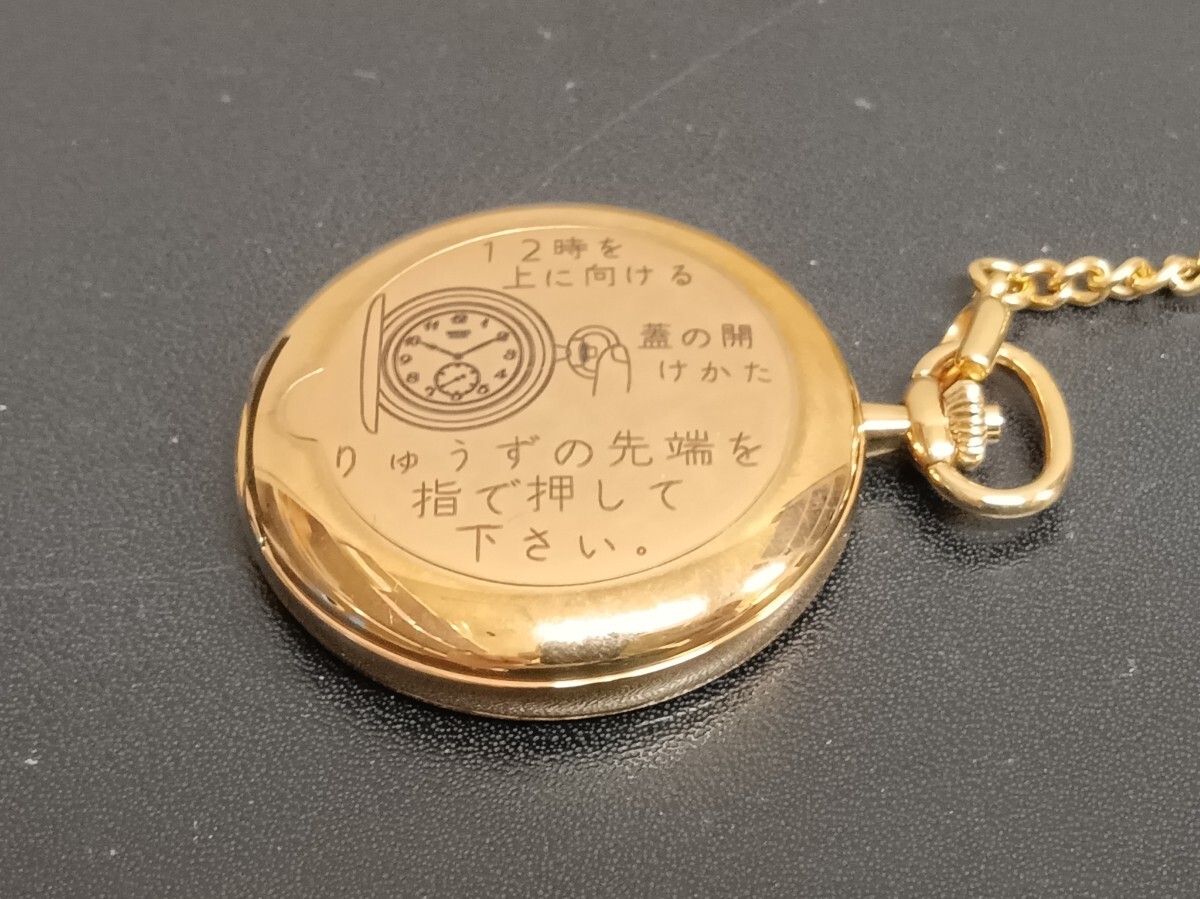 12時を
上に向ける
蓋の開
けかた
りゅうずの先端を
指で押して
下さい。